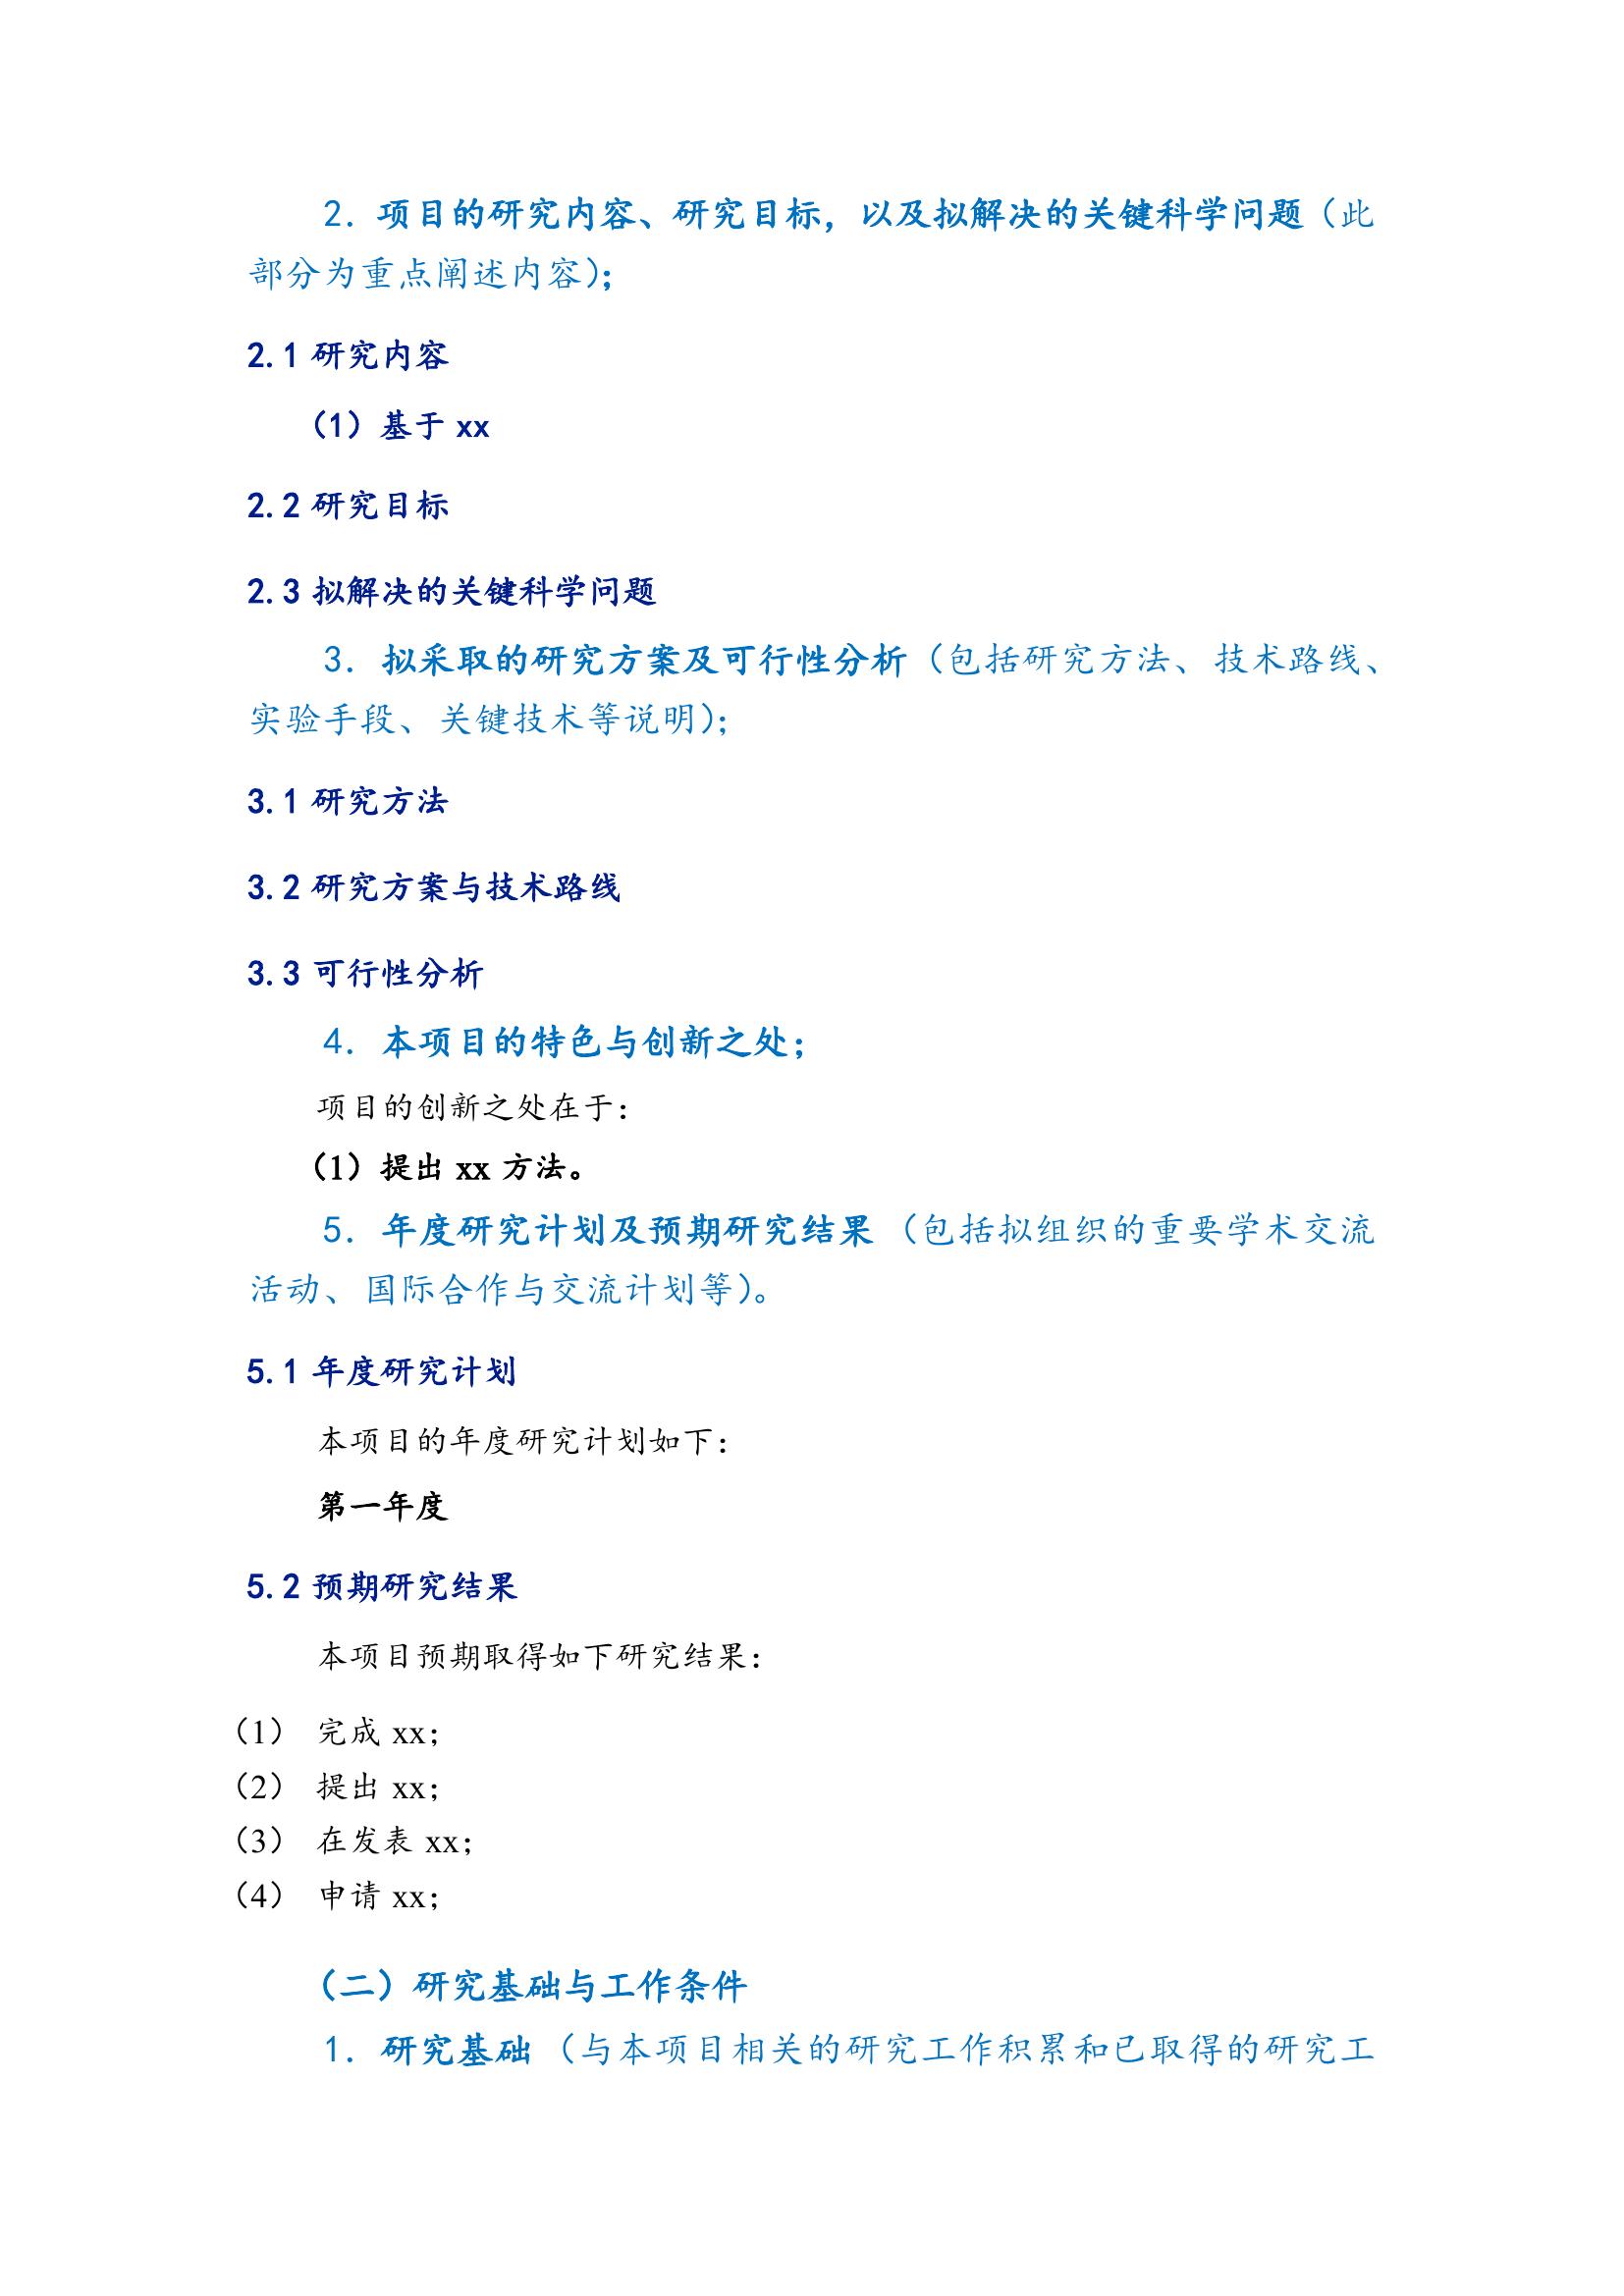 2. 项目的研究内容、研究目标，以及拟解决的关键科学问题（此
部分为重点阐述内容）；
2.1 研究内容
（1）基于 xx
2.2 研究目标
2.3 拟解决的关键科学问题
3. 拟采取的研究方案及可行性分析（包括研究方法、技术路线、
实验手段、关键技术等说明）；
3.1 研究方法
3.2 研究方案与技术路线
3.3 可行性分析
4. 本项目的特色与创新之处；
项目的创新之处在于：
（1）提出 xx 方法。
5. 年度研究计划及预期研究结果（包括拟组织的重要学术交流
活动、国际合作与交流计划等）。
5.1 年度研究计划
本项目的年度研究计划如下：
第一年度
5.2 预期研究结果
本项目预期取得如下研究结果：
（1） 完成 xx；
（2） 提出 xx；
（3） 在发表 xx；
（4） 申请 xx；
（二）研究基础与工作条件
1. 研究基础（与本项目相关的研究工作积累和已取得的研究工